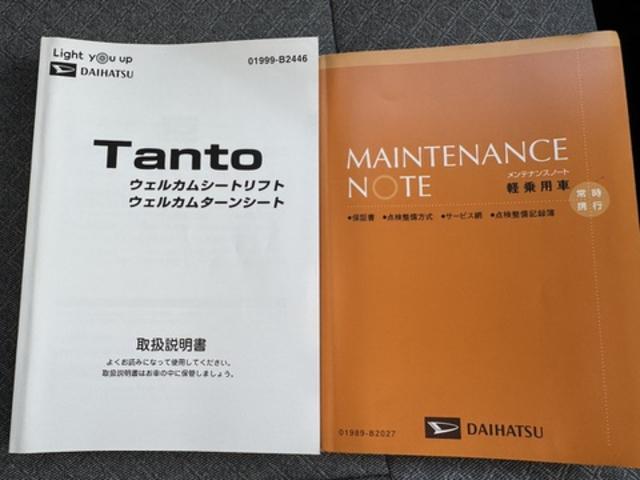 Light you up
DAIHATSU
01999-B2446
Tanto
ウェルカムシートリフト
ウェルカムターンシート
取扱説明書
よくお読みになって使用してください。
取扱説明書はお車の中に保管しましょう。
MAINTENANCE
NOTE
メンテナンスノート
軽乗用車
常時
携行
●保証書 ●点検整備方式 ●サービス網 ●点検整備記録簿
01989-B2027
DAIHATSU